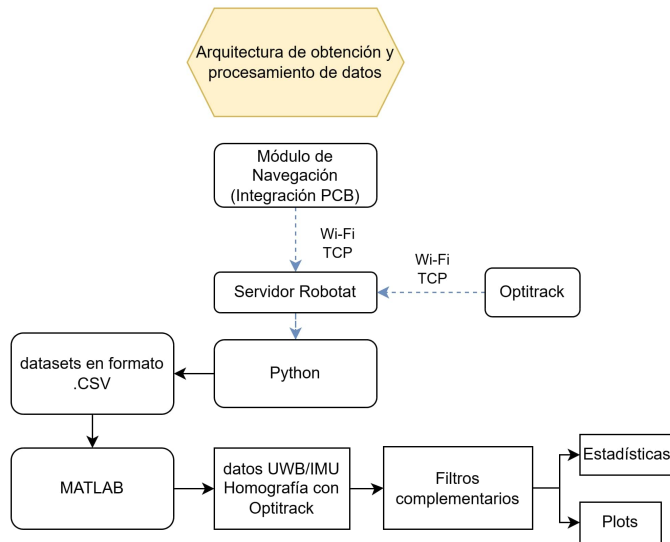 Arquitectura de obtención y
procesamiento de datos
Módulo de
Navegación
(Integración PCB)
Wi-Fi
TCP
Wi-Fi
TCP
Servidor Robotat
Optitrack
datasets en formato
.CSV
Python
MATLAB
datos UWB/IMU
Homografía con
Optitrack
Filtros
complementarios
Estadísticas
Plots